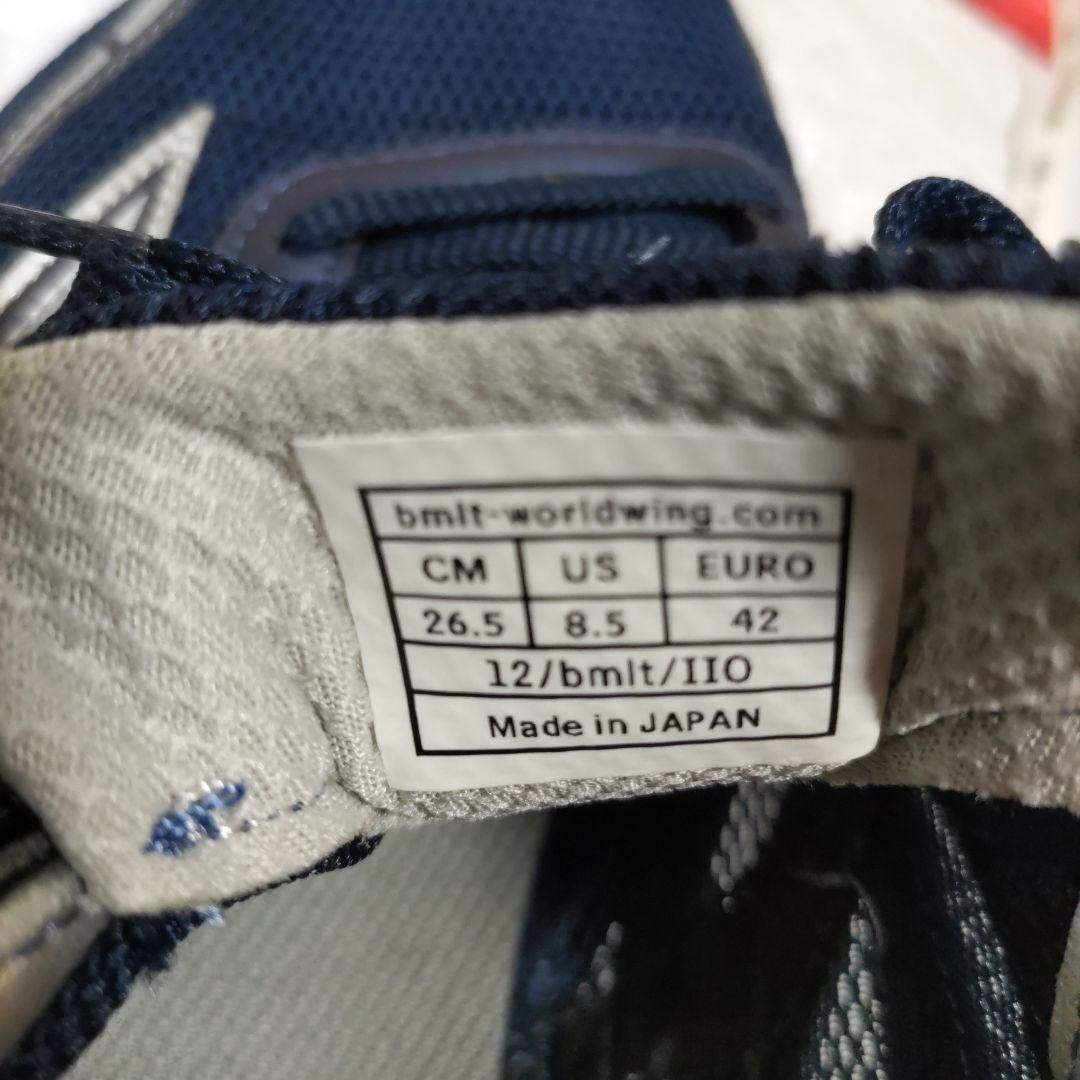 bmlt-worldwing.com
CM US EURO
26.5 8.5 42
12/bmlt/IIO
Made in JAPAN